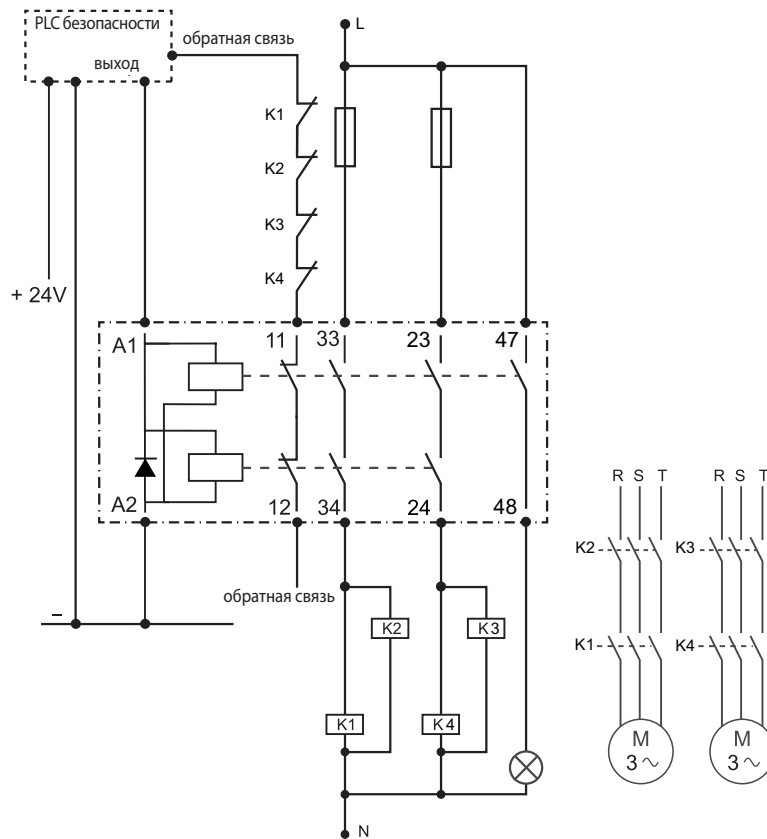 PLC безопасности
обратная связь
L
выход
K1
K2
K3
K4
+ 24V
A1
11
33
23
47
A2
12
34
24
48
R S T
R S T
K2
K3
обратная связь
–
K2
K3
K1
K4
K1
K4
M
3 ~
M
3 ~
N